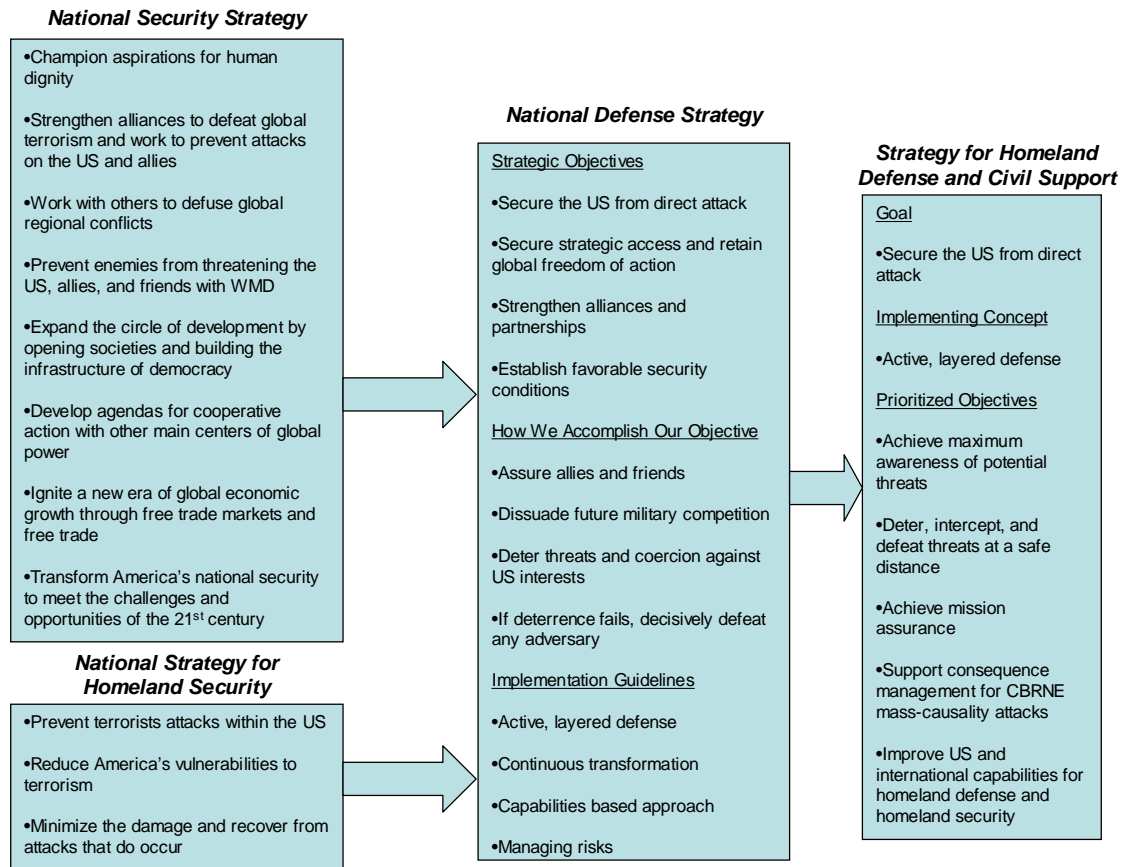 National Security Strategy
•Champion aspirations for human
dignity
•Strengthen alliances to defeat global
terrorism and work to prevent attacks
on the US and allies
•Work with others to defuse global
regional conflicts
•Prevent enemies from threatening the
US, allies, and friends with WMD
•Expand the circle of development by
opening societies and building the
infrastructure of democracy
•Develop agendas for cooperative
action with other main centers of global
power
•Ignite a new era of global economic
growth through free trade markets and
free trade
•Transform America's national security
to meet the challenges and
opportunities of the 21st century
National Strategy for
Homeland Security
•Prevent terrorists attacks within the US
•Reduce America's vulnerabilities to
terrorism
•Minimize the damage and recover from
attacks that do occur
National Defense Strategy
Strategic Objectives
•Secure the US from direct attack
•Secure strategic access and retain
global freedom of action
•Strengthen alliances and
partnerships
•Establish favorable security
conditions
How We Accomplish Our Objective
•Assure allies and friends
•Dissuade future military competition
•Deter threats and coercion against
US interests
•If deterrence fails, decisively defeat
any adversary
Implementation Guidelines
•Active, layered defense
•Continuous transformation
•Capabilities based approach
•Managing risks
Strategy for Homeland
Defense and Civil Support
Goal
•Secure the US from direct
attack
Implementing Concept
•Active, layered defense
Prioritized Objectives
•Achieve maximum
awareness of potential
threats
•Deter, intercept, and
defeat threats at a safe
distance
•Achieve mission
assurance
•Support consequence
management for CBRNE
mass-causality attacks
•Improve US and
international capabilities for
homeland defense and
homeland security